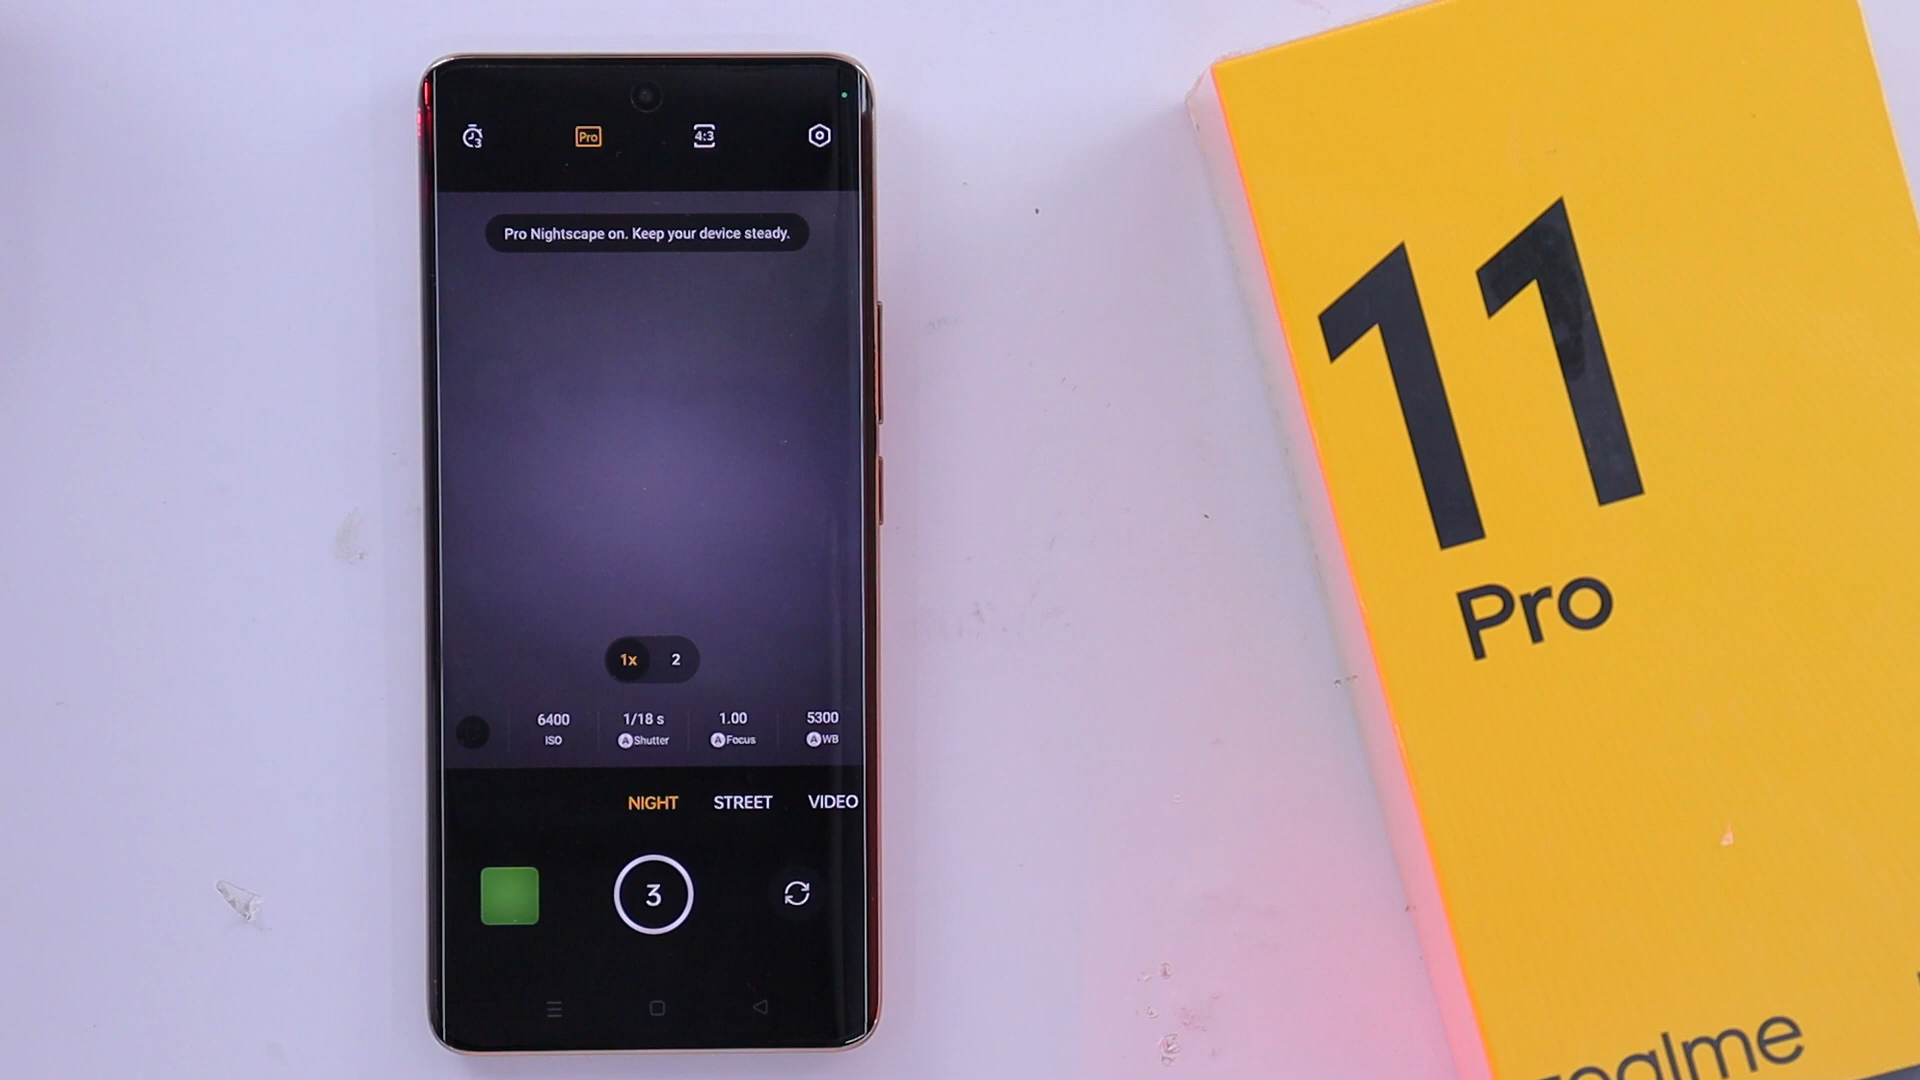 3
Pro
4:3
Pro Nightscape on. Keep your device steady.
1x 2
6400 1/18 s 1.00 5300
ISO A Shutter A Focus A WB
NIGHT STREET VIDEO
3
11
Pro
realme